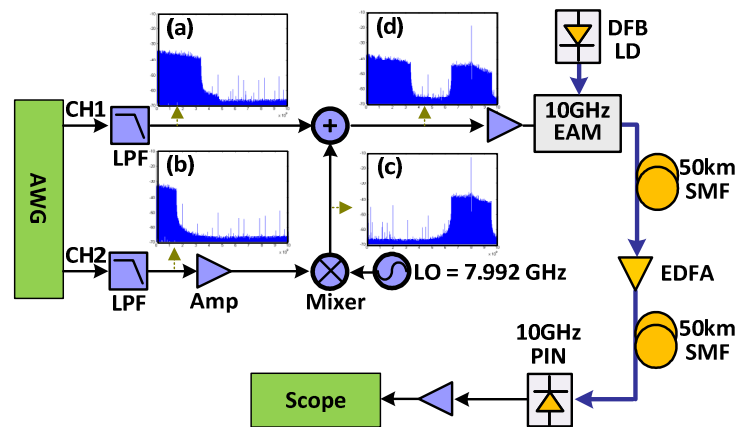 (a)
(d)
DFB
LD
CH1
LPF
+
10GHz
EAM
AWG
(b)
(c)
50km
SMF
CH2
LPF
Amp
Mixer
LO = 7.992 GHz
EDFA
50km
SMF
10GHz
PIN
Scope